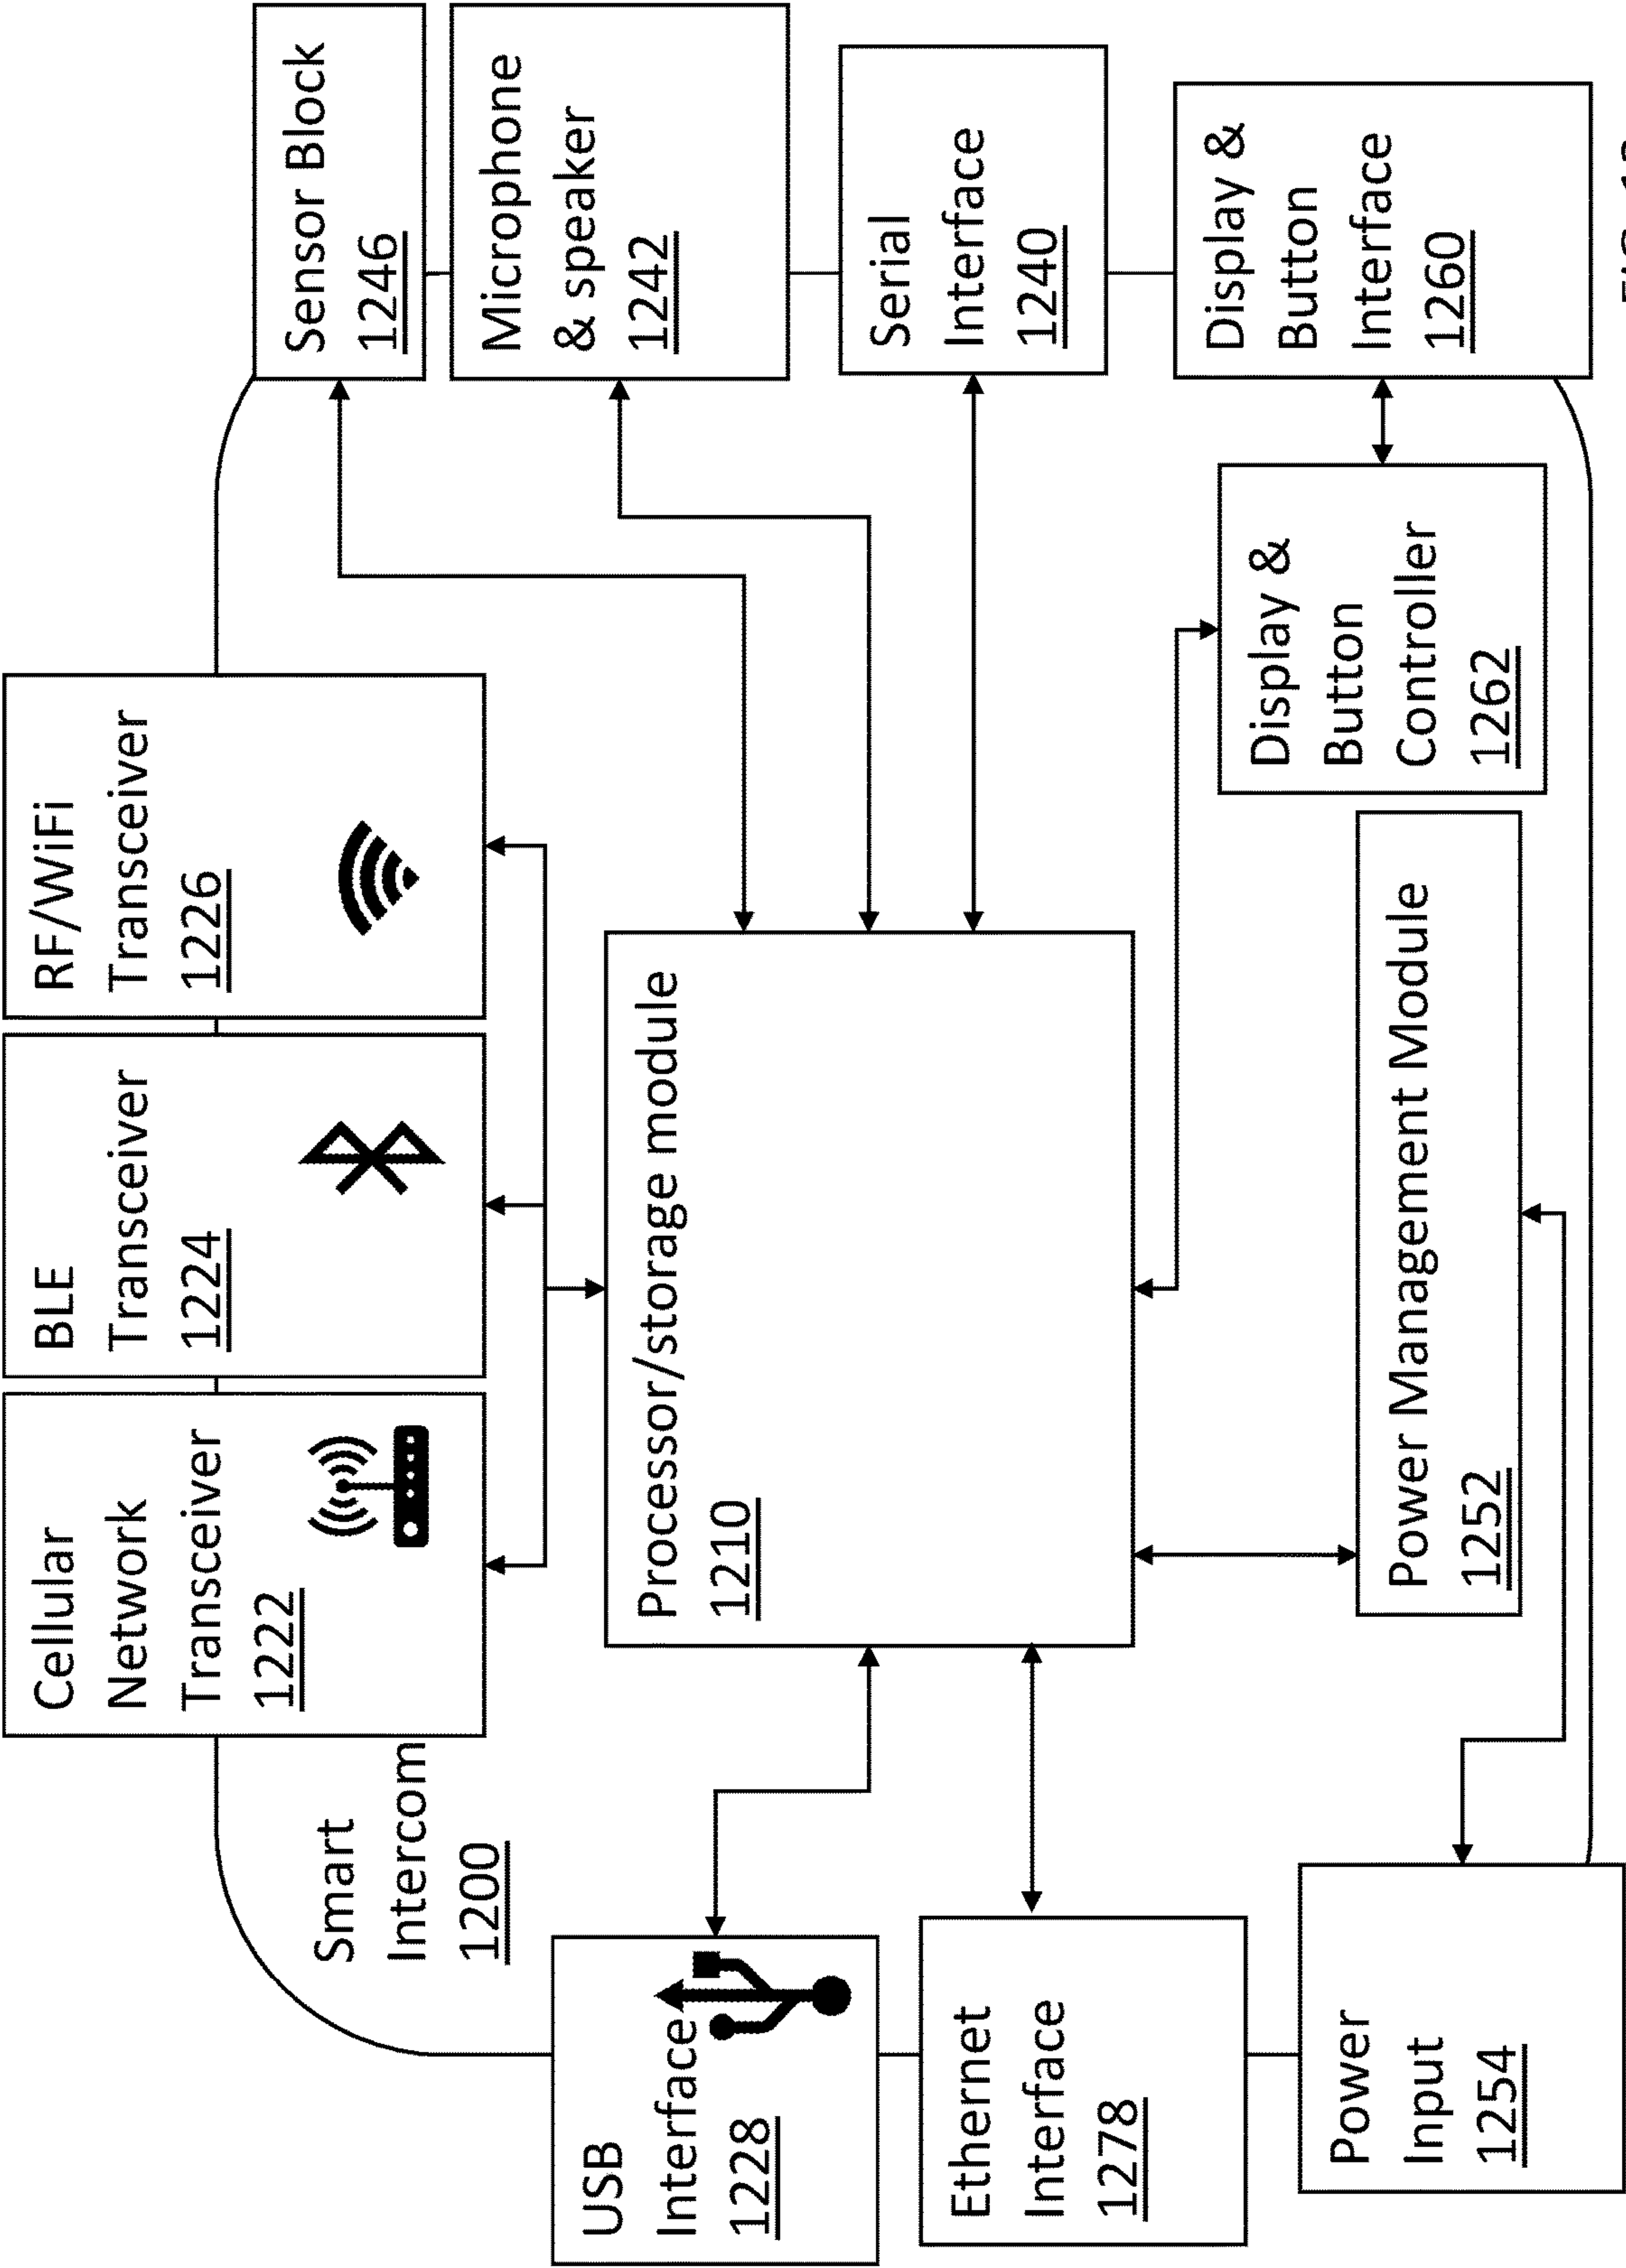 Cellular
Network
Transceiver
1222
BLE
Transceiver
1224
RF/WiFi
Transceiver
1226
Sensor Block
1246
Smart
Intercom
1200
Microphone
& speaker
1242
USB
Interface
1228
Processor/storage module
1210
Serial
Interface
1240
Ethernet
Interface
1278
Display &
Button
Controller
1262
Display &
Button
Interface
1260
Power
Input
1254
Power Management Module
1252